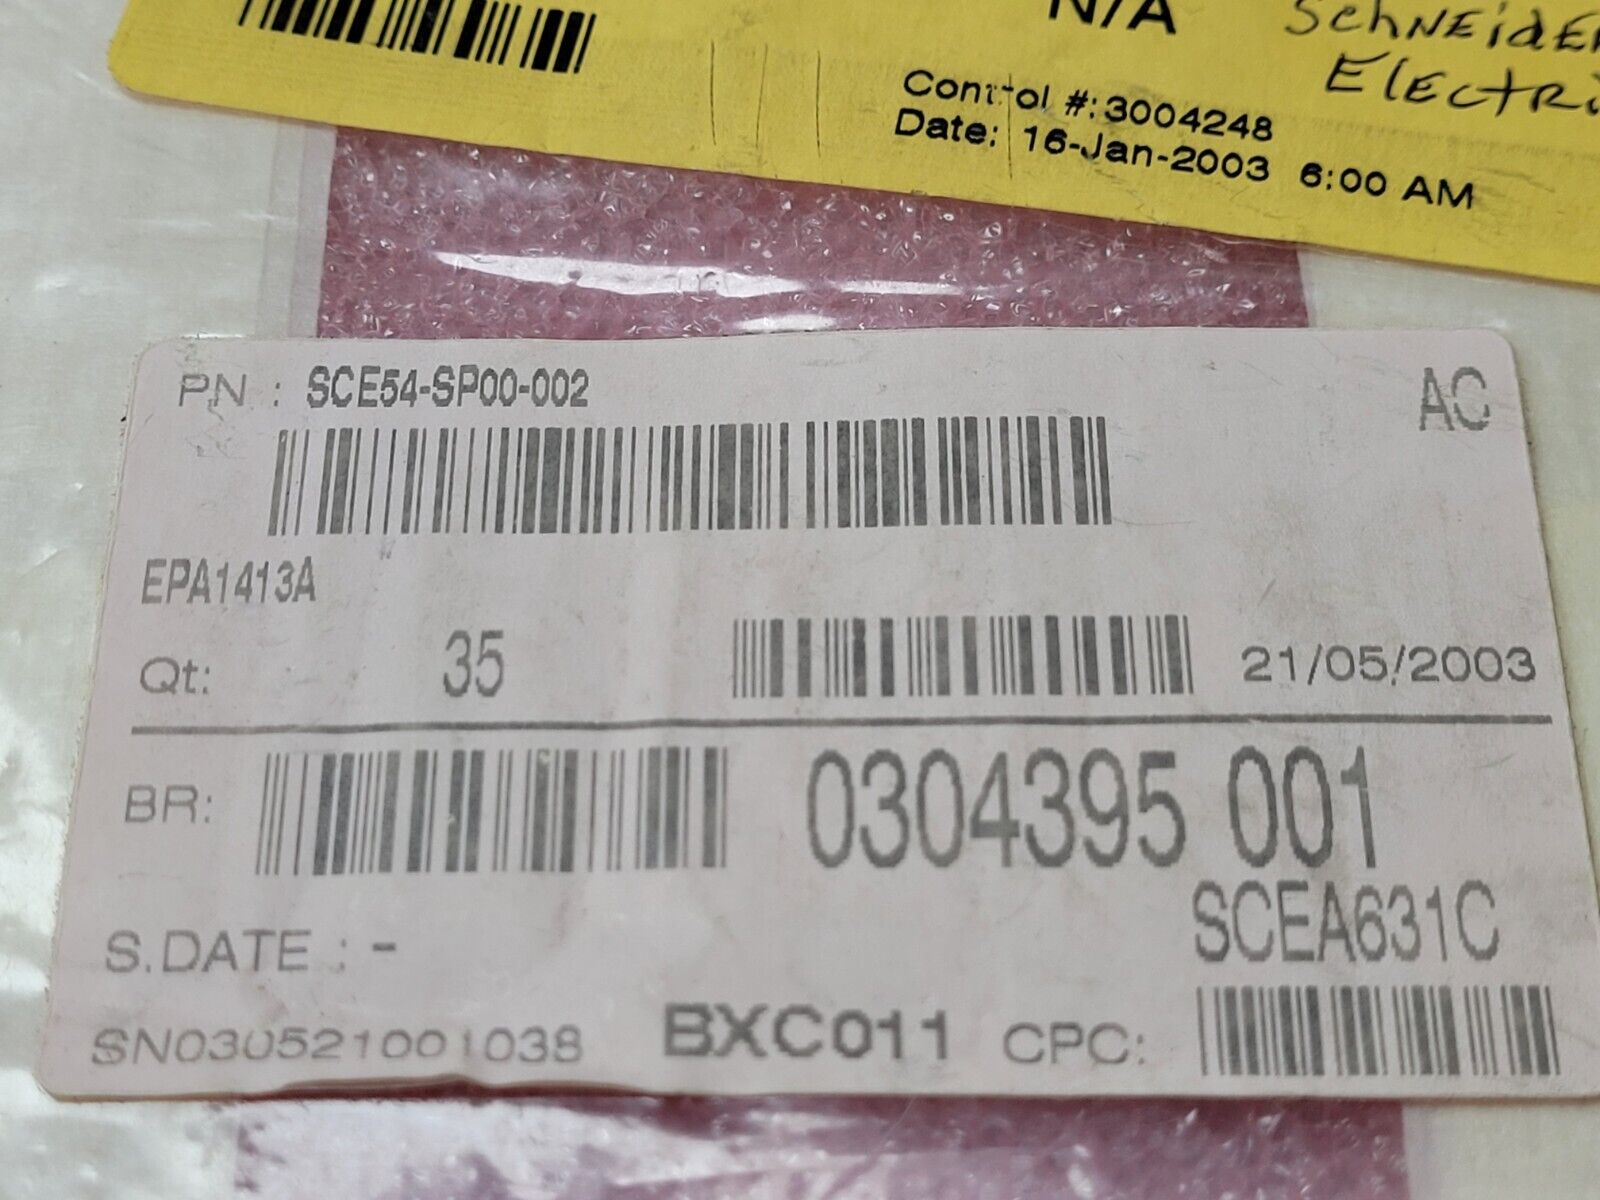 N/A
Schneider
Control #: 3004248
Date: 16-Jan-2003 6:00 AM
PN : SCE54-SP00-002
AC
EPA1413A
Qt: 35 21/05/2003
BR: 0304395 001
SCEA631C
S.DATE : -
SN030521001038 BXC011 CPC: